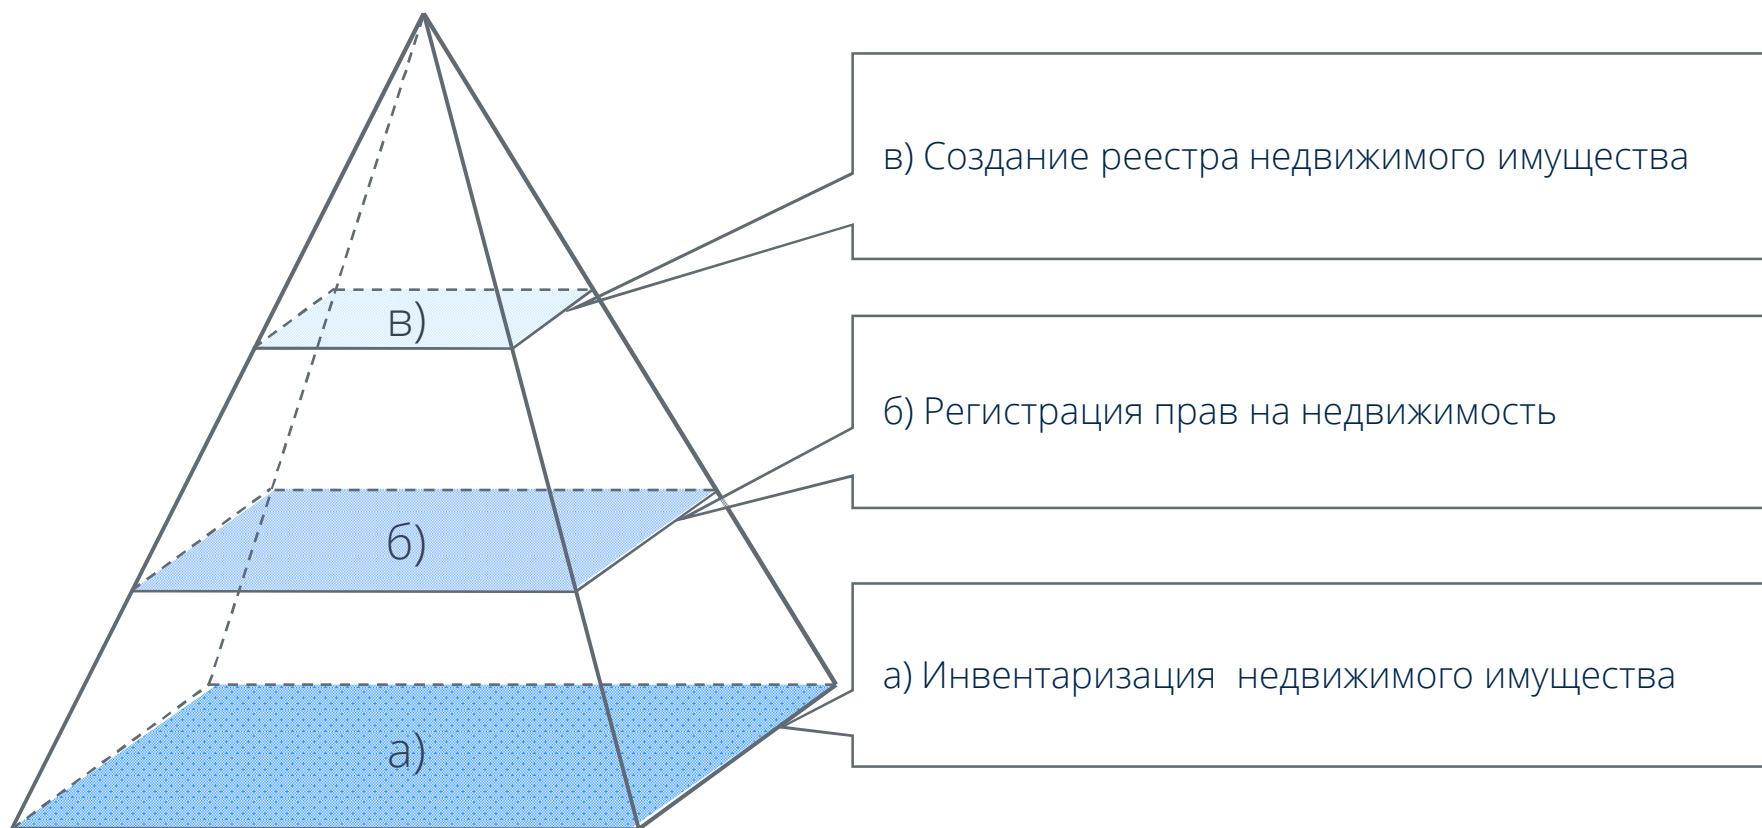 в) Создание реестра недвижимого имущества
в)
б) Регистрация прав на недвижимость
б)
а) Инвентаризация  недвижимого имущества
а)